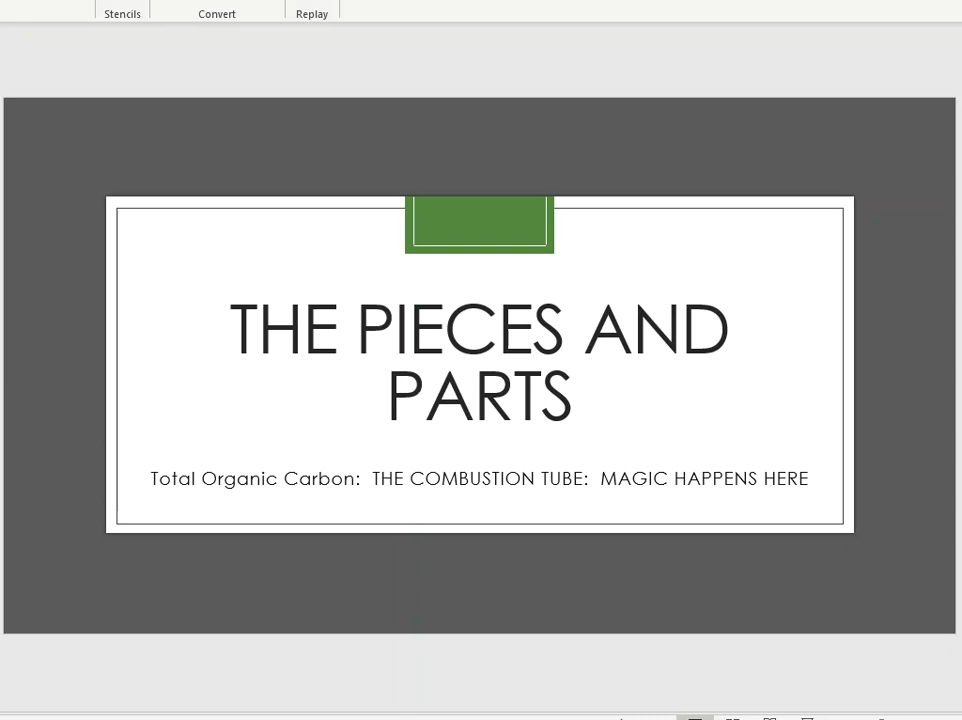 Stencils Convert Replay
THE PIECES AND
PARTS
Total Organic Carbon: THE COMBUSTION TUBE: MAGIC HAPPENS HERE